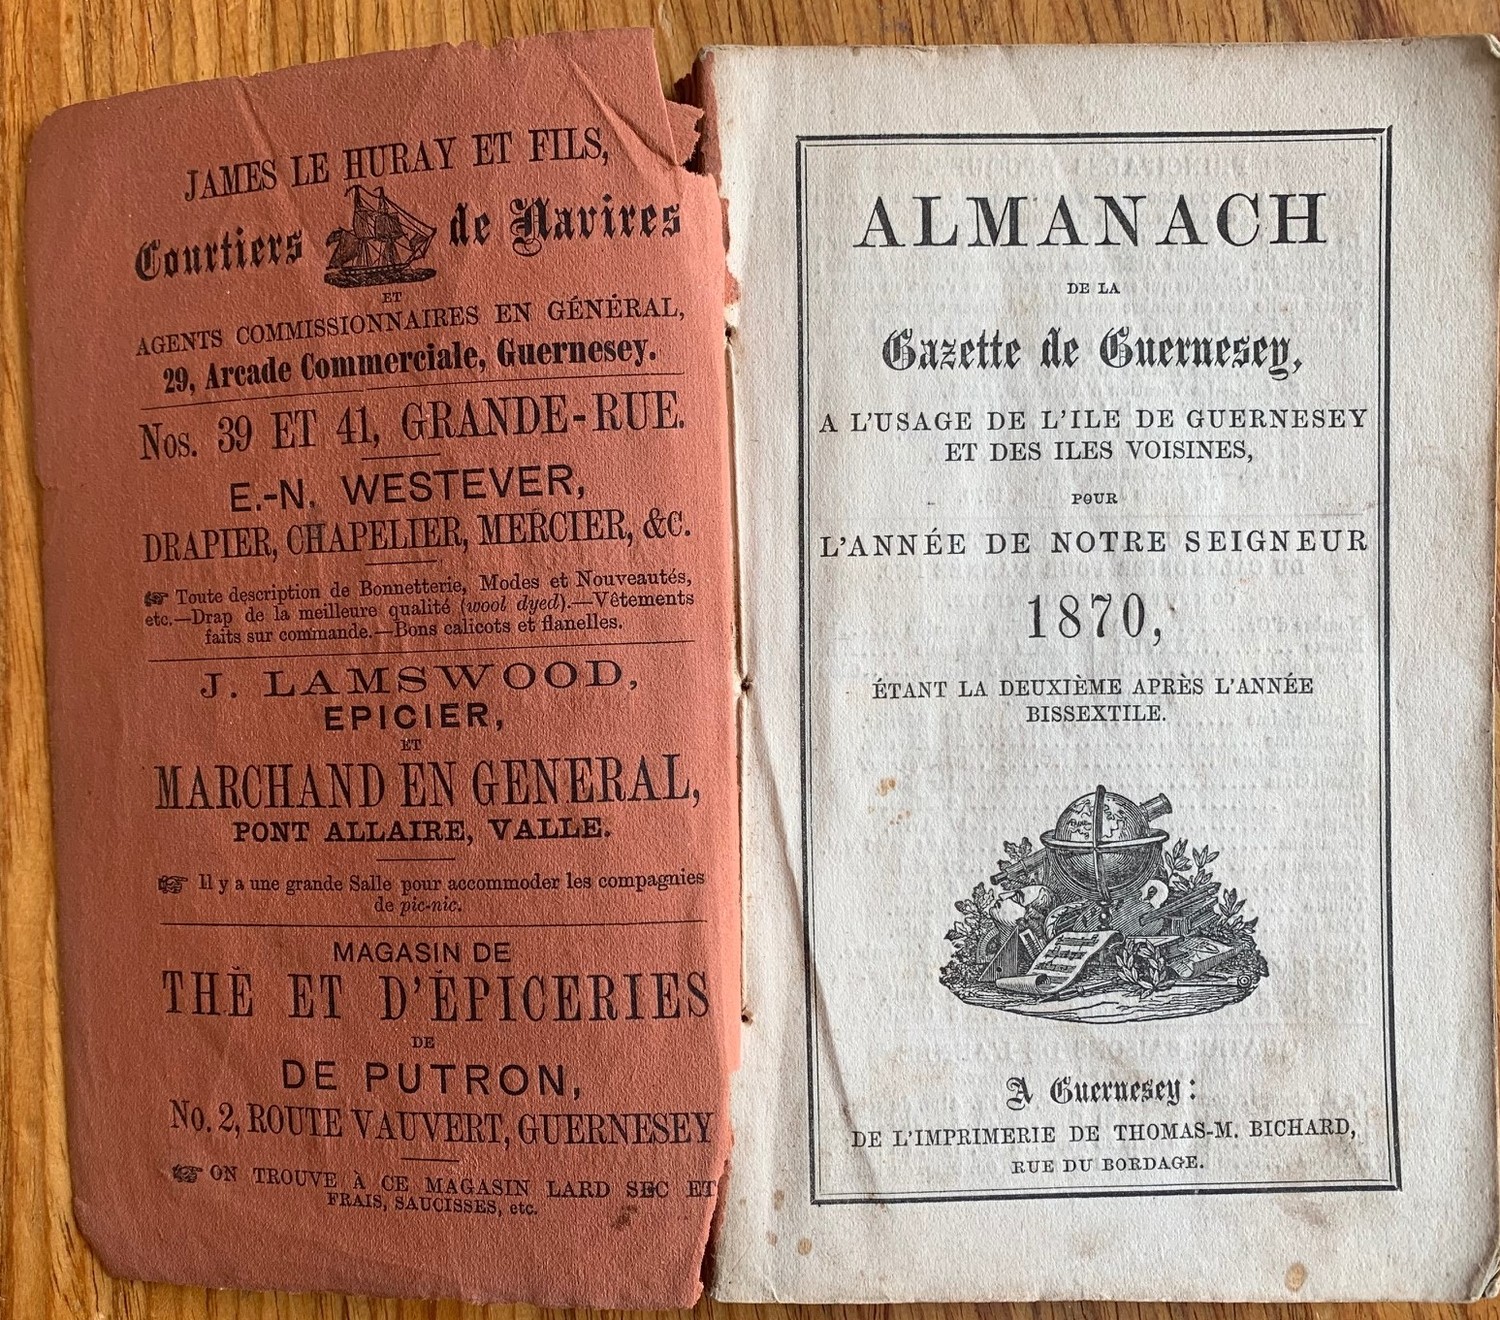 JAMES LE HURAY ET FILS,
Courtiers de Navires
ET
AGENTS COMMISSIONNAIRES EN GÉNÉRAL,
29, Arcade Commerciale, Guernesey.
Nos. 39 ET 41, GRANDE-RUE.
E.-N. WESTEVER,
DRAPIER, CHAPELIER, MERCIER, &c.
☞ Toute description de Bonnetterie, Modes et Nouveautés,
etc.—Drap de la meilleure qualité (wool dyed).—Vêtements
faits sur commande.—Bons calicots et flanelles.
J. LAMSWOOD,
EPICIER,
ET
MARCHAND EN GENERAL,
PONT ALLAIRE, VALLE.
☞ Il y a une grande Salle pour accommoder les compagnies
de pic-nic.
MAGASIN DE
THÉ ET D'ÉPICERIES
DE
DE PUTRON,
No. 2, ROUTE VAUVERT, GUERNESEY
☞ ON TROUVE À CE MAGASIN LARD SEC ET
FRAIS, SAUCISSES, etc.
ALMANACH
DE LA
Gazette de Guernesey,
A L'USAGE DE L'ILE DE GUERNESEY
ET DES ILES VOISINES,
POUR
L'ANNÉE DE NOTRE SEIGNEUR
1870,
ÉTANT LA DEUXIÈME APRÈS L'ANNÉE
BISSEXTILE.
A Guernesey:
DE L'IMPRIMERIE DE THOMAS-M. BICHARD,
RUE DU BORDAGE.